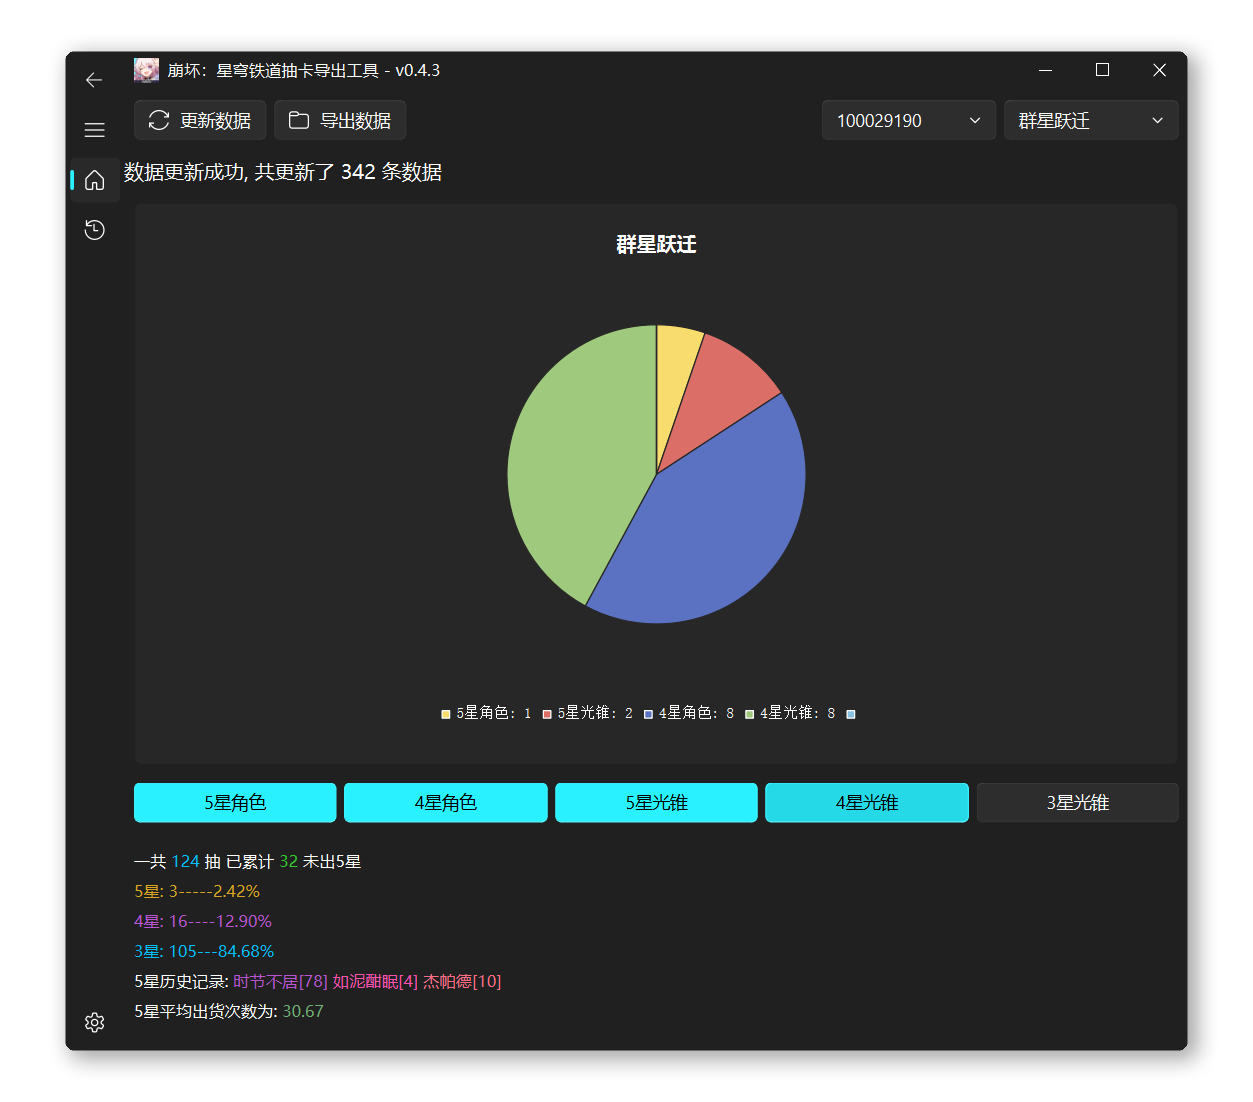 崩坏：星穹铁道抽卡导出工具 - v0.4.3
更新数据 导出数据 100029190 群星跃迁
数据更新成功, 共更新了 342 条数据
群星跃迁
5星角色: 1 5星光锥: 2 4星角色: 8 4星光锥: 8
5星角色 4星角色 5星光锥 4星光锥 3星光锥
一共 124 抽 已累计 32 未出5星
5星: 3-----2.42%
4星: 16----12.90%
3星: 105---84.68%
5星历史记录: 时节不居[78] 如泥酣眠[4] 杰帕德[10]
5星平均出货次数为: 30.67